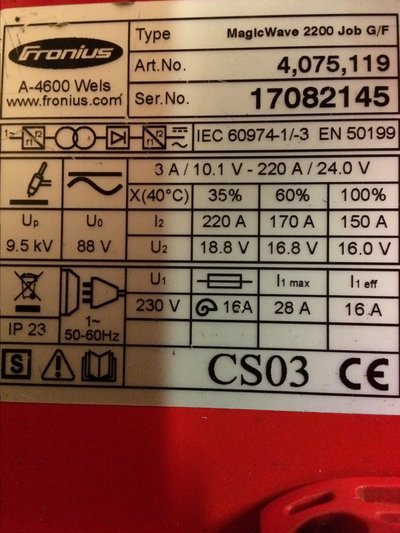 Fronius
A-4600 Wels
www.fronius.com
Type MagicWave 2200 Job G/F
Art.No. 4,075,119
Ser.No. 17082145
1~ f1 f2 f1 f2 IEC 60974-1/-3 EN 50199
3 A / 10.1 V - 220 A / 24.0 V
X(40°C) 35% 60% 100%
Up U0 I2 220 A 170 A 150 A
9.5 kV 88 V U2 18.8 V 16.8 V 16.0 V
U1 I1 max I1 eff
230 V 16A 28 A 16 A
IP 23 1~ 50-60Hz
S CS03 CE